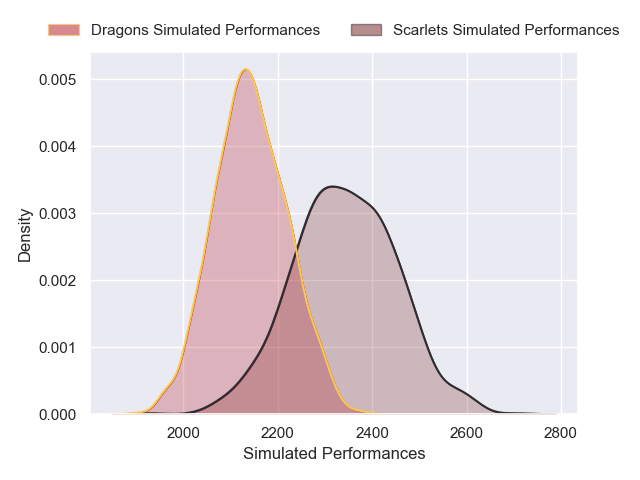 Dragons Simulated Performances
Scarlets Simulated Performances
Density
0.005
0.004
0.003
0.002
0.001
0.000
2000
2200
2400
2600
2800
Simulated Performances